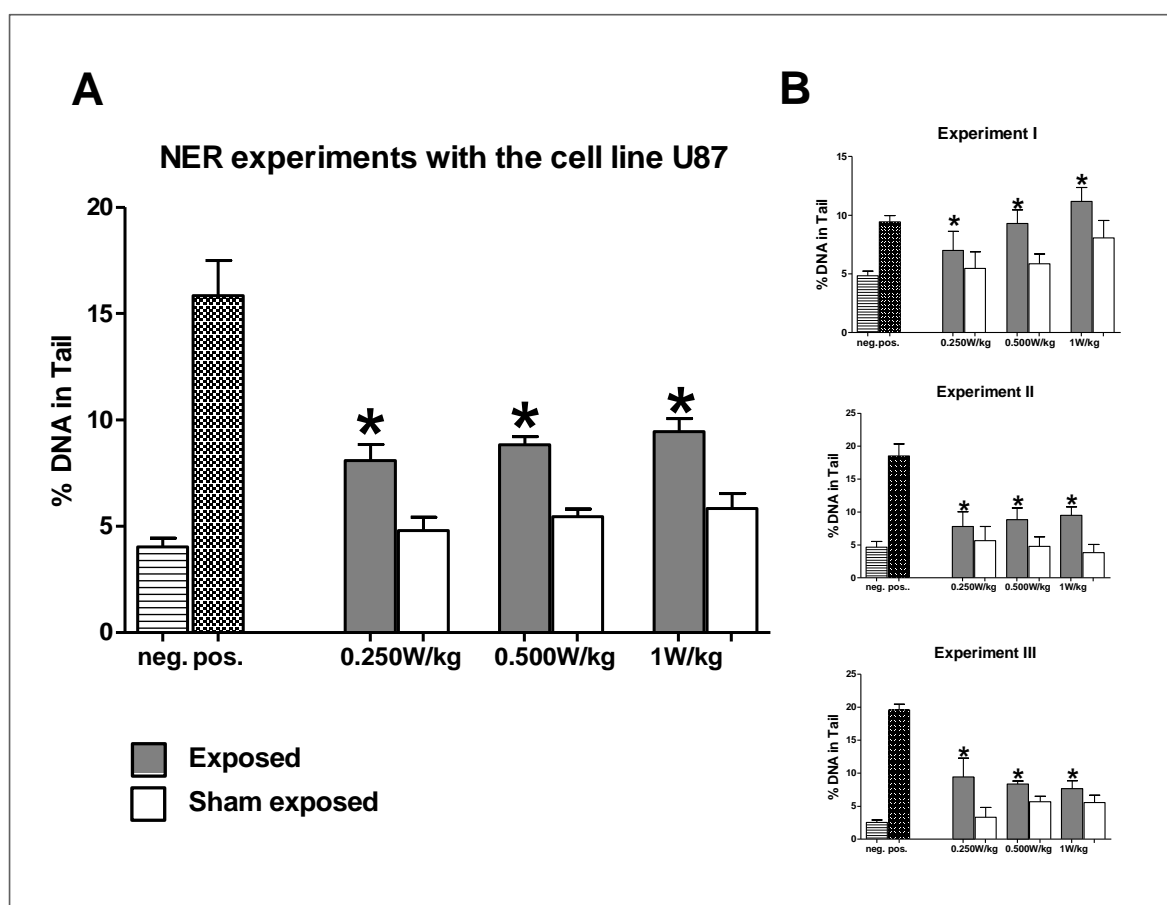 A
NER experiments with the cell line U87
% DNA in Tail
20
15
10
5
0
* * *
neg. pos. 0.250W/kg 0.500W/kg 1W/kg
Exposed
Sham exposed
B
Experiment I
% DNA in Tail
15
10
5
0
* * *
neg.pos. 0.250W/kg 0.500W/kg 1W/kg
Experiment II
% DNA in Tail
25
20
15
10
5
0
* * *
neg. pos.. 0.250W/kg 0.500W/kg 1W/kg
Experiment III
% DNA in Tail
25
20
15
10
5
0
* * *
neg. pos. 0.250W/kg 0.500W/kg 1W/kg